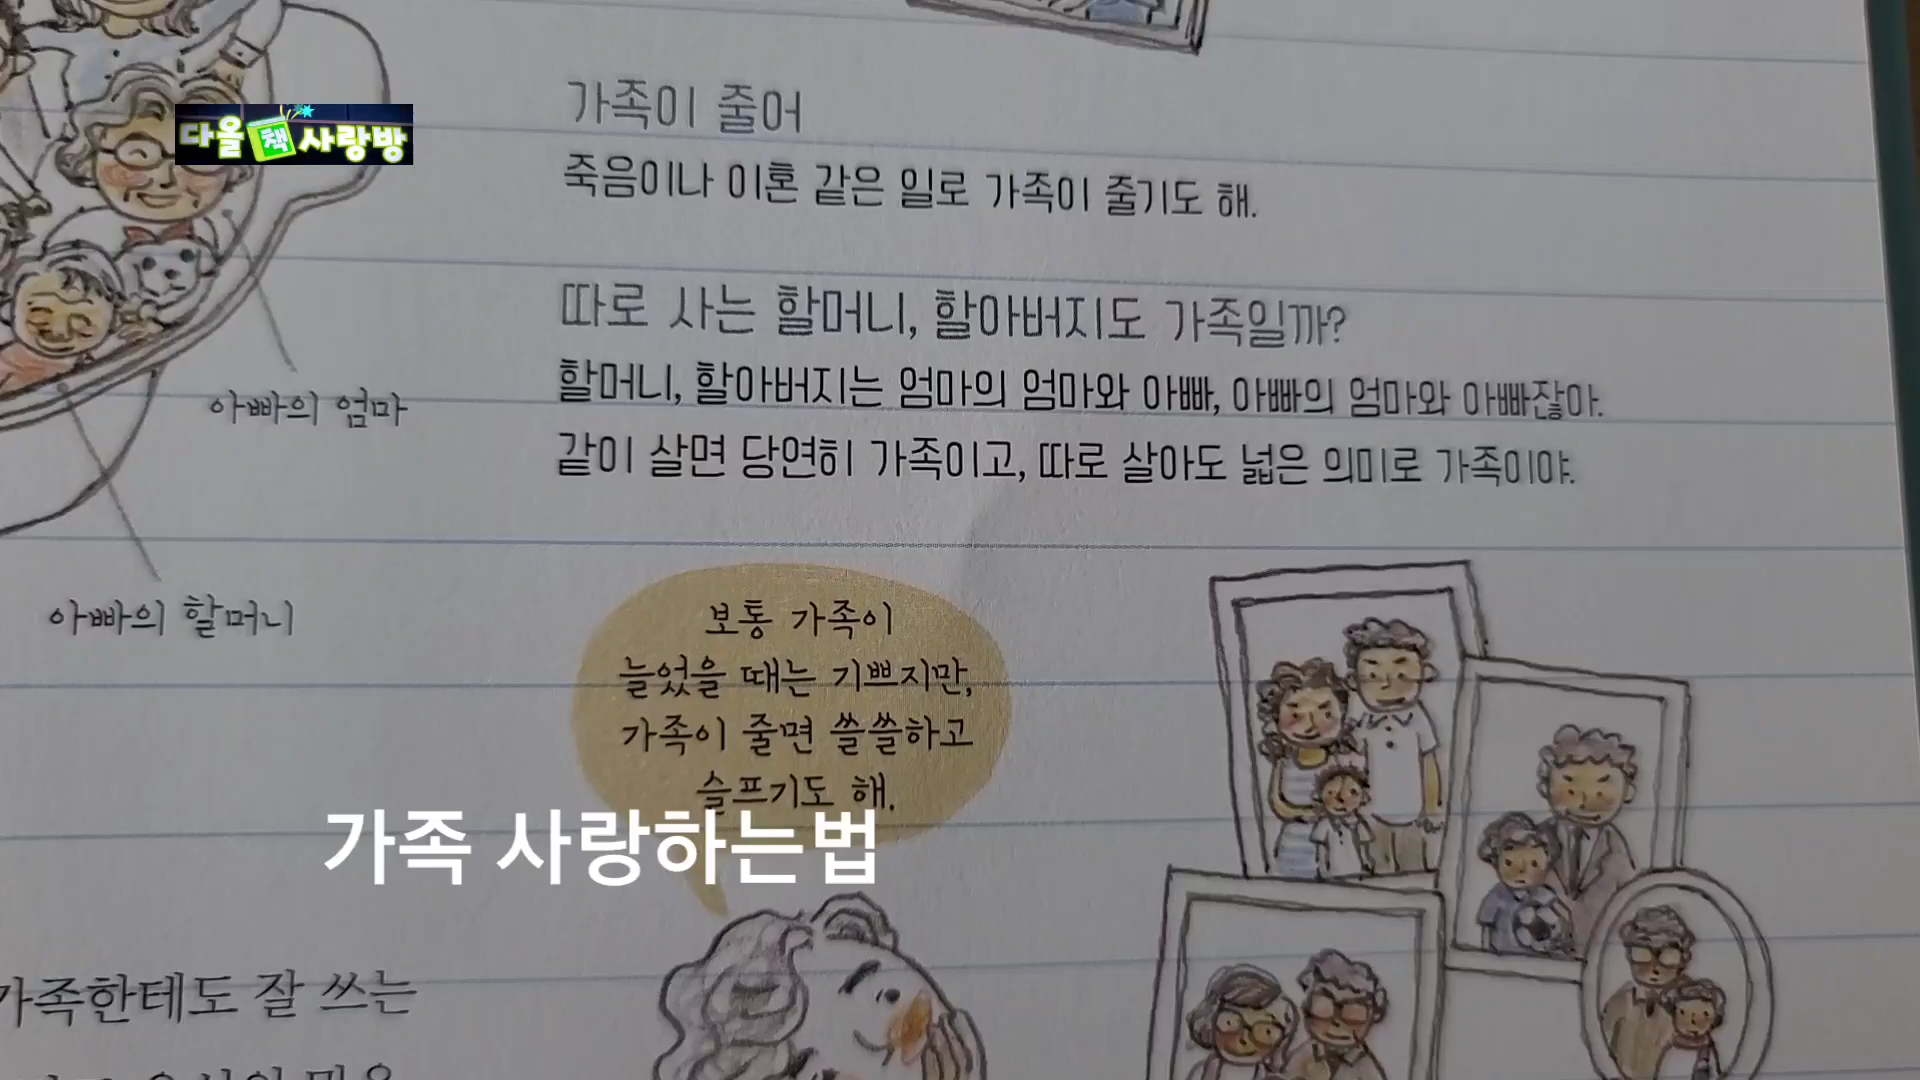 다올 책 사랑방
가족이 줄어
죽음이나 이혼 같은 일로 가족이 줄기도 해.
따로 사는 할머니, 할아버지도 가족일까?
할머니, 할아버지는 엄마의 엄마와 아빠, 아빠의 엄마와 아빠잖아.
같이 살면 당연히 가족이고, 따로 살아도 넓은 의미로 가족이야.
아빠의 엄마
아빠의 할머니
보통 가족이
늘었을 때는 기쁘지만,
가족이 줄면 쓸쓸하고
슬프기도 해.
가족 사랑하는법
가족한테도 잘 쓰는